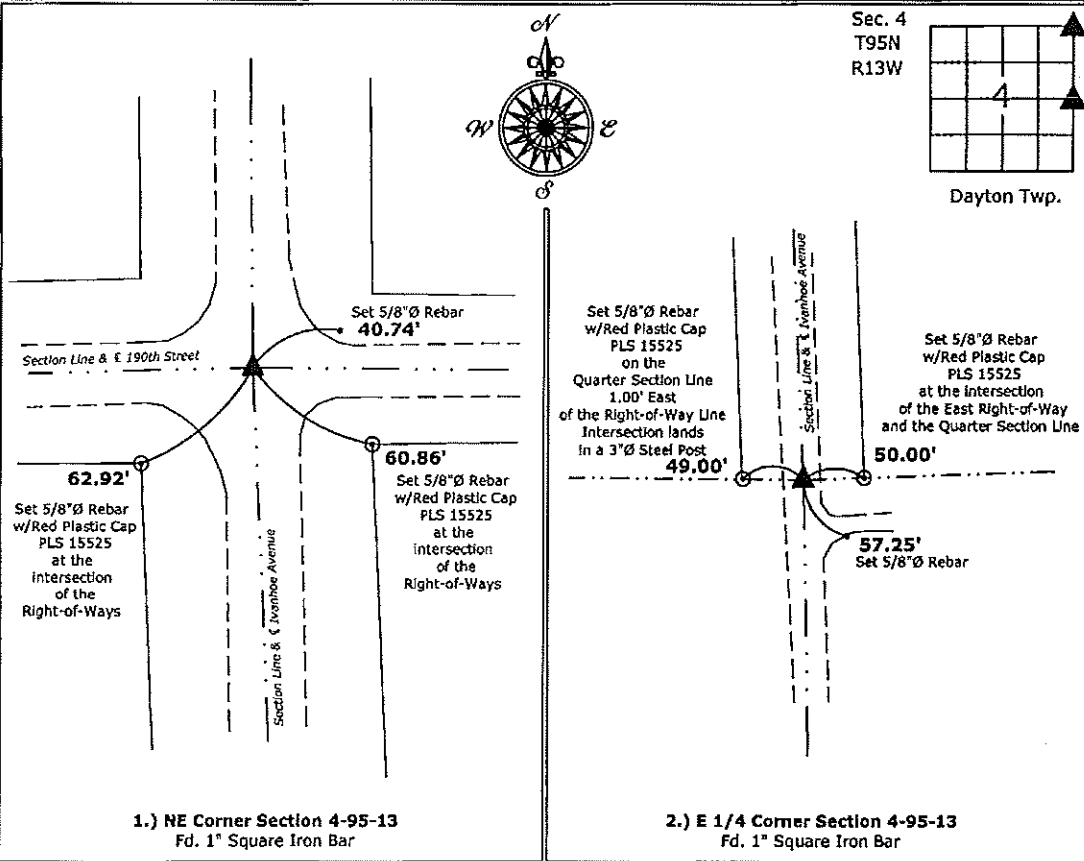 Sec. 4
T95N
R13W
4
Dayton Twp.
N
W
E
S
Set 5/8"Ø Rebar
40.74'
Section Line & ℄ 190th Street
62.92'
Set 5/8"Ø Rebar
w/Red Plastic Cap
PLS 15525
at the
intersection
of the
Right-of-Ways
60.86'
Set 5/8"Ø Rebar
w/Red Plastic Cap
PLS 15525
at the
intersection
of the
Right-of-Ways
Section Line & ℄ Ivanhoe Avenue
1.) NE Corner Section 4-95-13
Fd. 1" Square Iron Bar
Set 5/8"Ø Rebar
w/Red Plastic Cap
PLS 15525
on the
Quarter Section Line
1.00' East
of the Right-of-Way Line
Intersection lands
in a 3"Ø Steel Post
49.00'
Section Line & ℄ Ivanhoe Avenue
Set 5/8"Ø Rebar
w/Red Plastic Cap
PLS 15525
at the intersection
of the East Right-of-Way
and the Quarter Section Line
50.00'
57.25'
Set 5/8"Ø Rebar
2.) E 1/4 Corner Section 4-95-13
Fd. 1" Square Iron Bar